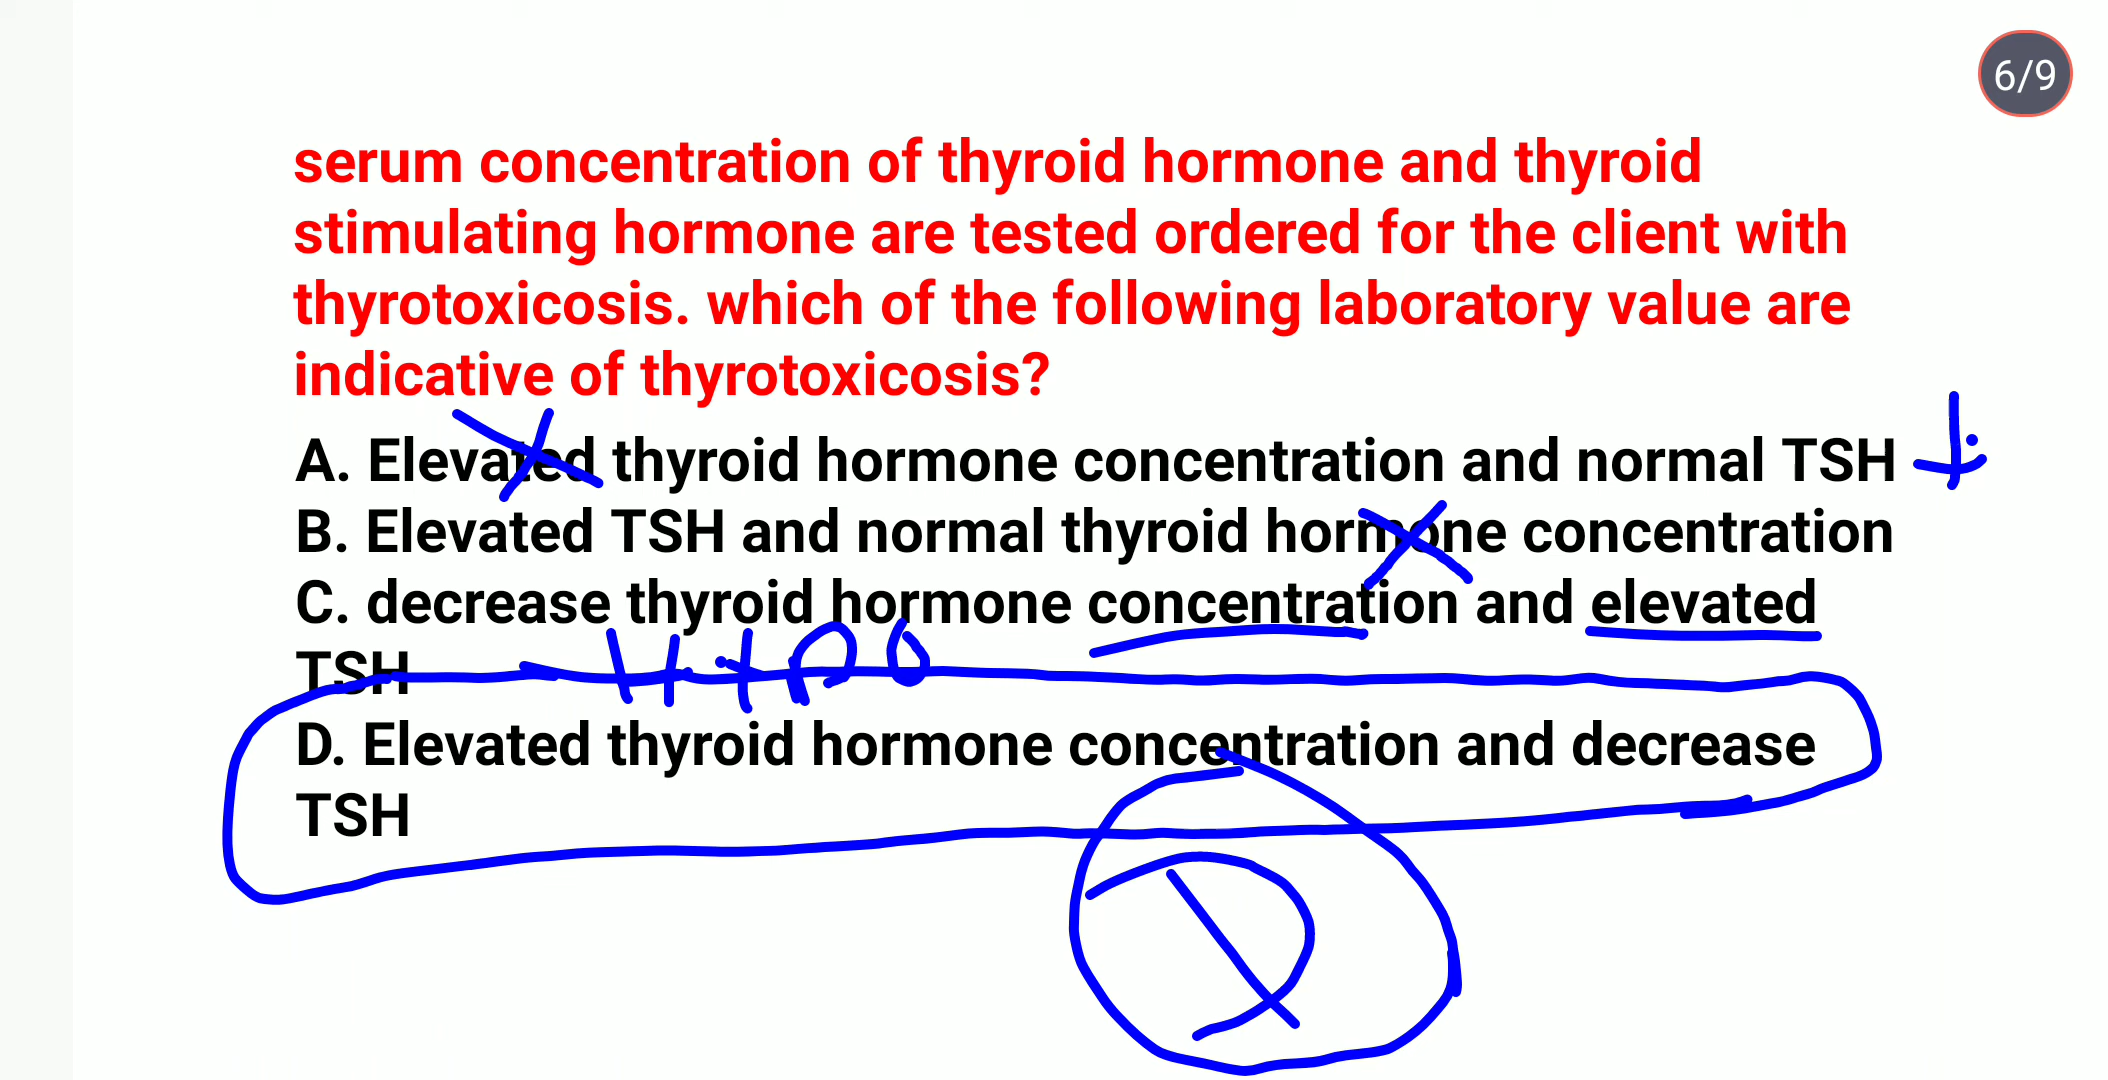 6/9
serum concentration of thyroid hormone and thyroid
stimulating hormone are tested ordered for the client with
thyrotoxicosis. which of the following laboratory value are
indicative of thyrotoxicosis?
A. Elevated thyroid hormone concentration and normal TSH
B. Elevated TSH and normal thyroid hormone concentration
C. decrease thyroid hormone concentration and elevated
TSH
D. Elevated thyroid hormone concentration and decrease
TSH
D